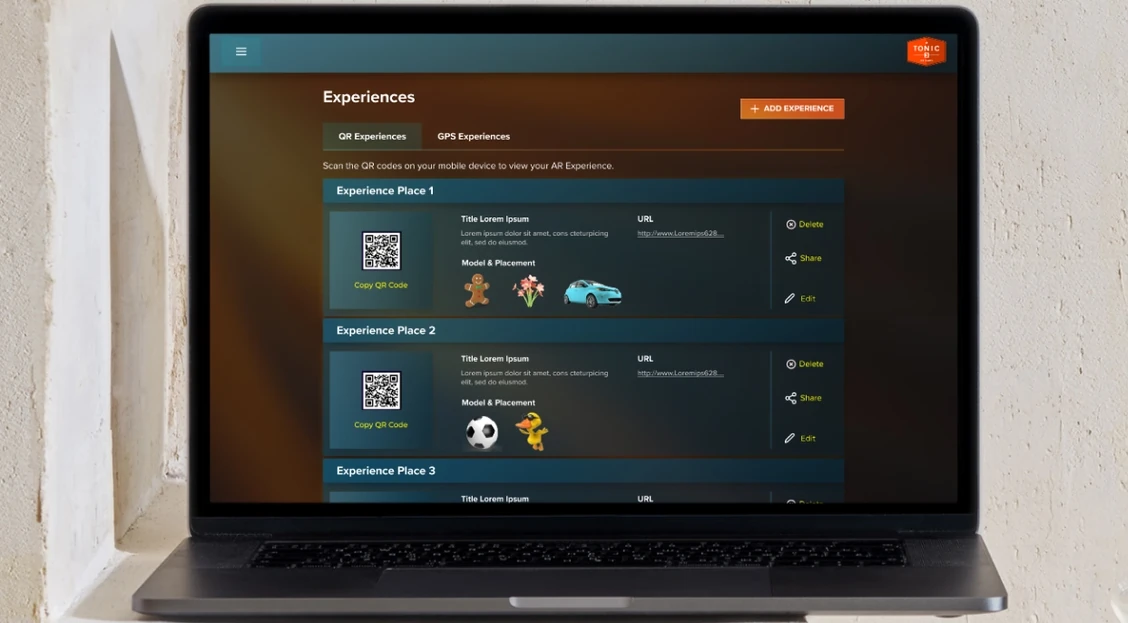 TONIC
3
Experiences
+ ADD EXPERIENCE
QR Experiences
GPS Experiences
Scan the QR codes on your mobile device to view your AR Experience.
Experience Place 1
Title Lorem Ipsum
URL
Delete
Lorem ipsum dolor sit amet, cons cteturpicing
elit, sed do eiusmod.
http://www.Loremips628...
Share
Model & Placement
Copy QR Code
Edit
Experience Place 2
Title Lorem Ipsum
URL
Delete
Lorem ipsum dolor sit amet, cons cteturpicing
elit, sed do eiusmod.
http://www.Loremips628...
Share
Model & Placement
Copy QR Code
Edit
Experience Place 3
Title Lorem Ipsum
URL
Delete